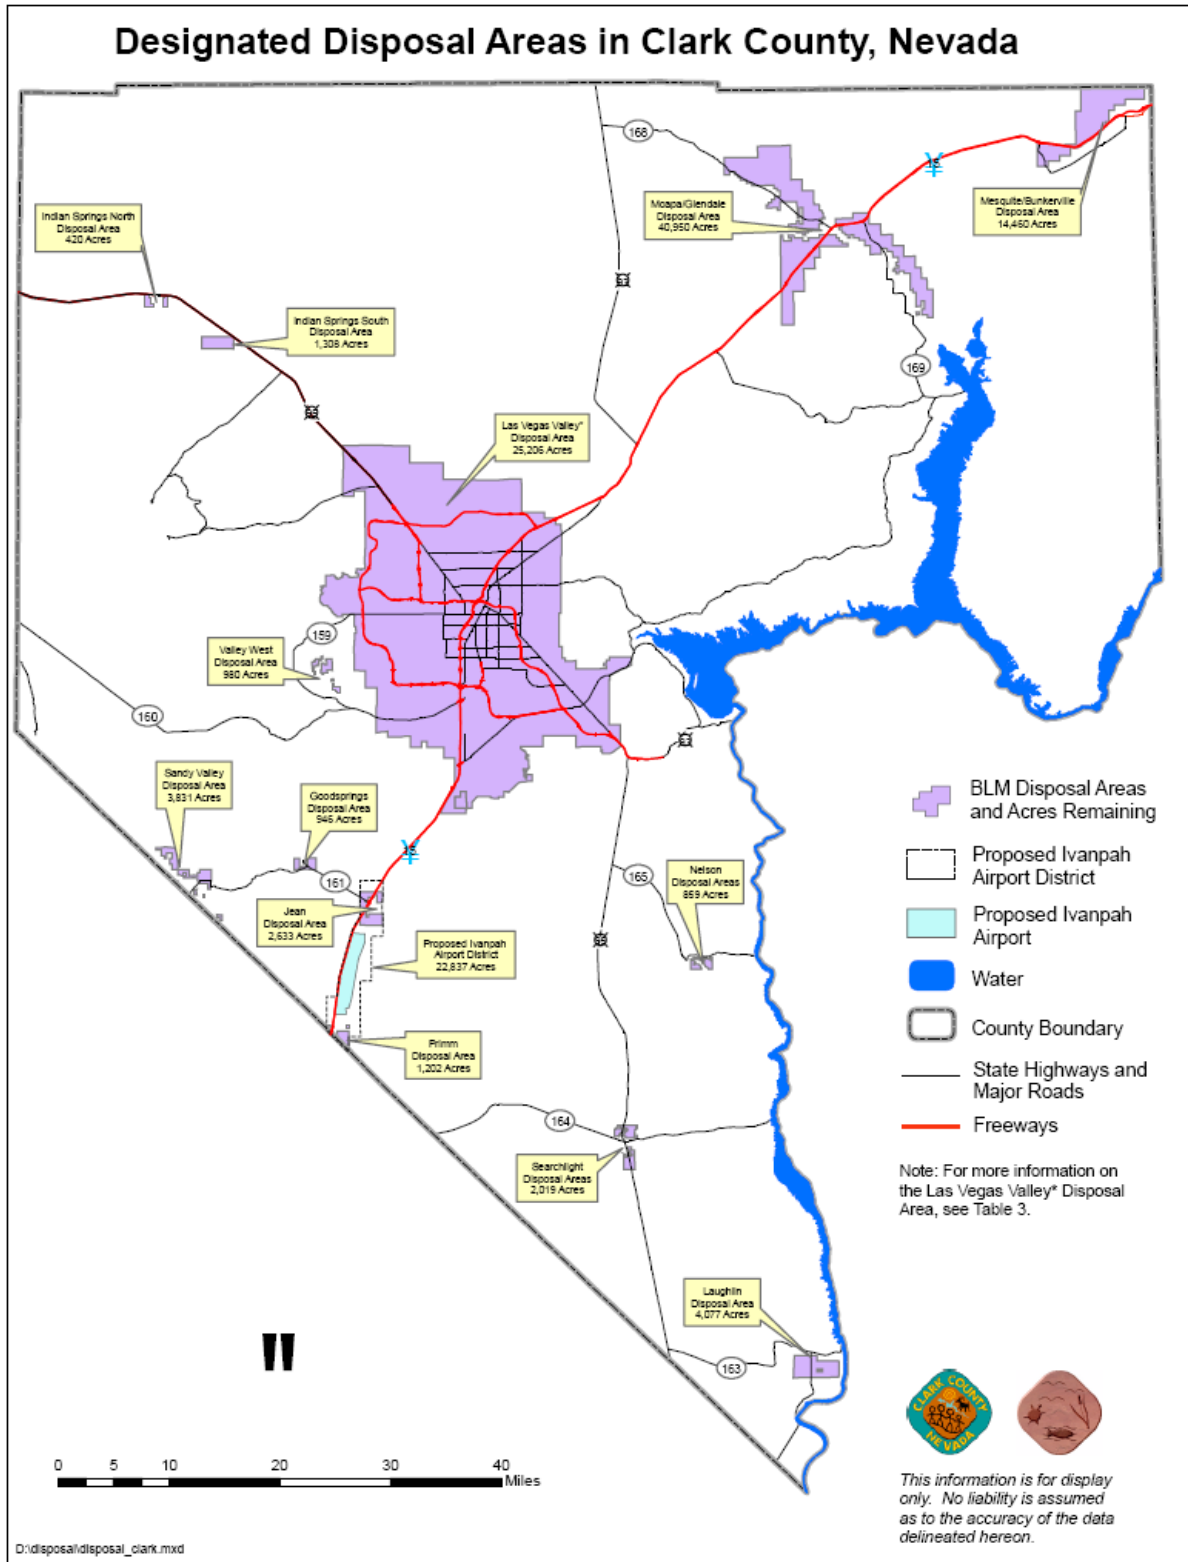 Designated Disposal Areas in Clark County, Nevada
168
15
Moapa/Glendale
Disposal Area
40,950 Acres
Mesquite/Bunkerville
Disposal Area
14,460 Acres
Indian Springs North
Disposal Area
420 Acres
Indian Springs South
Disposal Area
1,308 Acres
169
Las Vegas Valley*
Disposal Area
25,206 Acres
159
Valley West
Disposal Area
980 Acres
160
Sandy Valley
Disposal Area
3,831 Acres
Goodsprings
Disposal Area
946 Acres
15
161
165
Nelson
Disposal Areas
859 Acres
Jean
Disposal Area
2,633 Acres
Proposed Ivanpah
Airport District
22,837 Acres
Primm
Disposal Area
1,202 Acres
164
Searchlight
Disposal Areas
2,019 Acres
Laughlin
Disposal Area
4,077 Acres
163
BLM Disposal Areas
and Acres Remaining
Proposed Ivanpah
Airport District
Proposed Ivanpah
Airport
Water
County Boundary
State Highways and
Major Roads
Freeways
Note: For more information on
the Las Vegas Valley* Disposal
Area, see Table 3.
"
CLARK COUNTY
NEVADA
0 5 10 20 30 40
Miles
This information is for display
only. No liability is assumed
as to the accuracy of the data
delineated hereon.
D:\disposal\disposal_clark.mxd